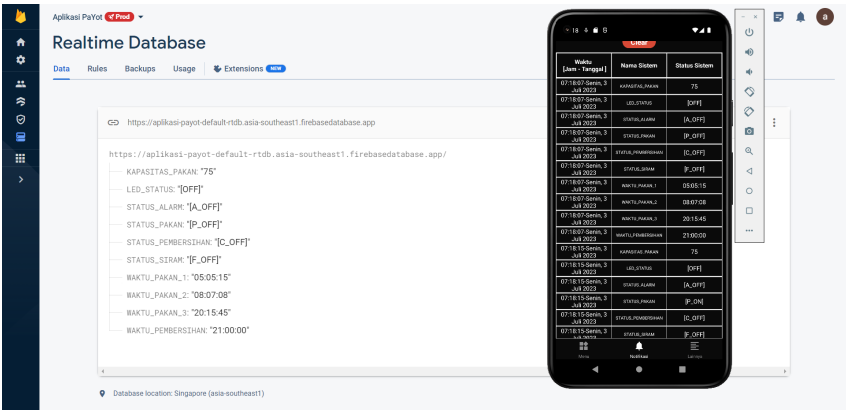 Aplikasi PaYot Prod
a
Realtime Database
Data Rules Backups Usage Extensions NEW
https://aplikasi-payot-default-rtdb.asia-southeast1.firebasedatabase.app
https://aplikasi-payot-default-rtdb.asia-southeast1.firebasedatabase.app/
KAPASITAS_PAKAN: "75"
LED_STATUS: "[OFF]"
STATUS_ALARM: "[A_OFF]"
STATUS_PAKAN: "[P_OFF]"
STATUS_PEMBERSIHAN: "[C_OFF]"
STATUS_SIRAM: "[F_OFF]"
WAKTU_PAKAN_1: "05:05:15"
WAKTU_PAKAN_2: "08:07:08"
WAKTU_PAKAN_3: "20:15:45"
WAKTU_PEMBERSIHAN: "21:00:00"
Database location: Singapore (asia-southeast1)
Clear
Waktu
[Jam - Tanggal ] Nama Sistem Status Sistem
07:18:07-Senin, 3
Juli 2023 KAPASITAS_PAKAN 75
07:18:07-Senin, 3
Juli 2023 LED_STATUS [OFF]
07:18:07-Senin, 3
Juli 2023 STATUS_ALARM [A_OFF]
07:18:07-Senin, 3
Juli 2023 STATUS_PAKAN [P_OFF]
07:18:07-Senin, 3
Juli 2023 STATUS_PEMBERSIHAN [C_OFF]
07:18:07-Senin, 3
Juli 2023 STATUS_SIRAM [F_OFF]
07:18:07-Senin, 3
Juli 2023 WAKTU_PAKAN_1 05:05:15
07:18:07-Senin, 3
Juli 2023 WAKTU_PAKAN_2 08:07:08
07:18:07-Senin, 3
Juli 2023 WAKTU_PAKAN_3 20:15:45
07:18:07-Senin, 3
Juli 2023 WAKTU_PEMBERSIHAN 21:00:00
07:18:15-Senin, 3
Juli 2023 KAPASITAS_PAKAN 75
07:18:15-Senin, 3
Juli 2023 LED_STATUS [OFF]
07:18:15-Senin, 3
Juli 2023 STATUS_ALARM [A_OFF]
07:18:15-Senin, 3
Juli 2023 STATUS_PAKAN [P_ON]
07:18:15-Senin, 3
Juli 2023 STATUS_PEMBERSIHAN [C_OFF]
07:18:15-Senin, 3
Juli 2023 STATUS_SIRAM [F_OFF]
Menu Notifikasi Lainnya